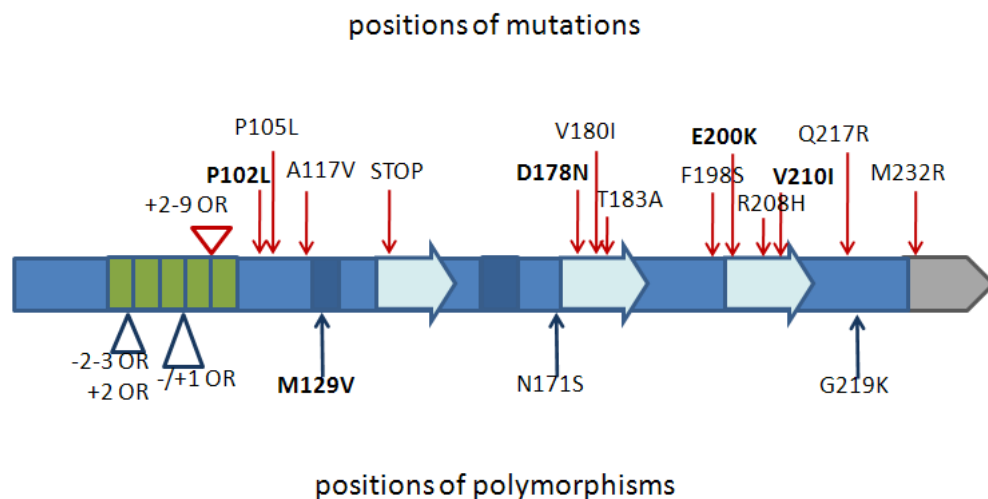 positions of mutations
P105L
V180I
E200K
Q217R
P102L
A117V
STOP
D178N
F198S
V210I
M232R
+2-9 OR
T183A
R208H
-2-3 OR
+2 OR
-/+1 OR
M129V
N171S
G219K
positions of polymorphisms